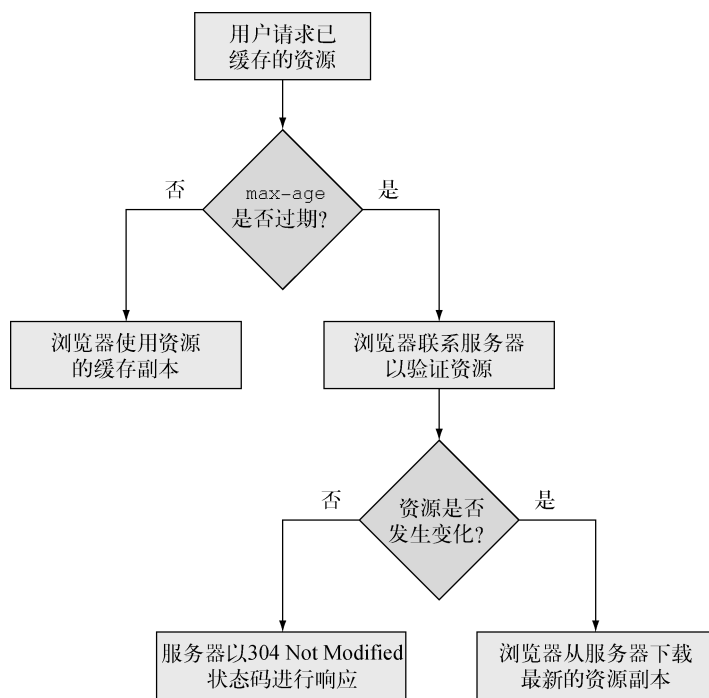 用户请求已
缓存的资源
否
是
max-age
是否过期?
浏览器使用资源
的缓存副本
浏览器联系服务器
以验证资源
否
是
资源是否
发生变化?
服务器以304 Not Modified
状态码进行响应
浏览器从服务器下载
最新的资源副本